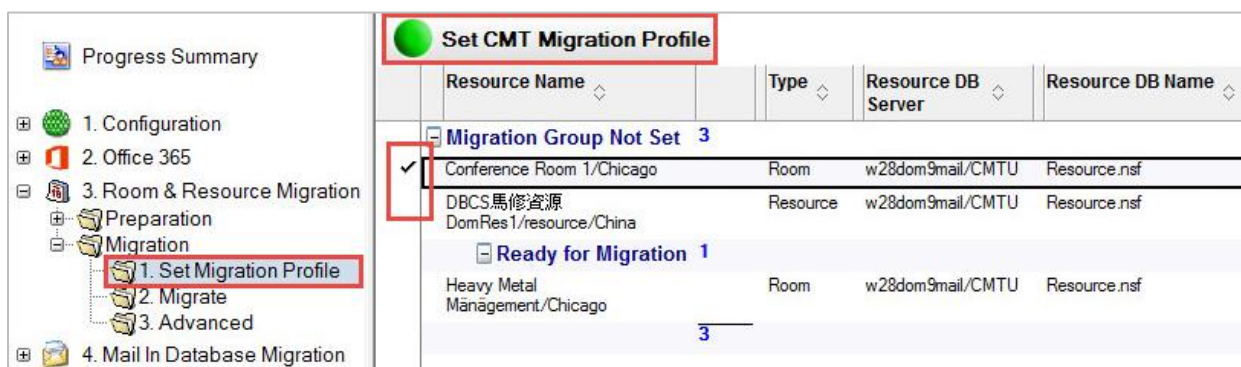 Progress Summary
1. Configuration
2. Office 365
3. Room & Resource Migration
Preparation
Migration
1. Set Migration Profile
2. Migrate
3. Advanced
4. Mail In Database Migration
Set CMT Migration Profile
Resource Name
Type
Resource DB
Server
Resource DB Name
Migration Group Not Set 3
Conference Room 1/Chicago Room w28dom9mail/CMTU Resource.nsf
DBCS馬修資源 Resource w28dom9mail/CMTU Resource.nsf
DomRes1/resource/China
Ready for Migration 1
Heavy Metal Room w28dom9mail/CMTU Resource.nsf
Mänägement/Chicago
3